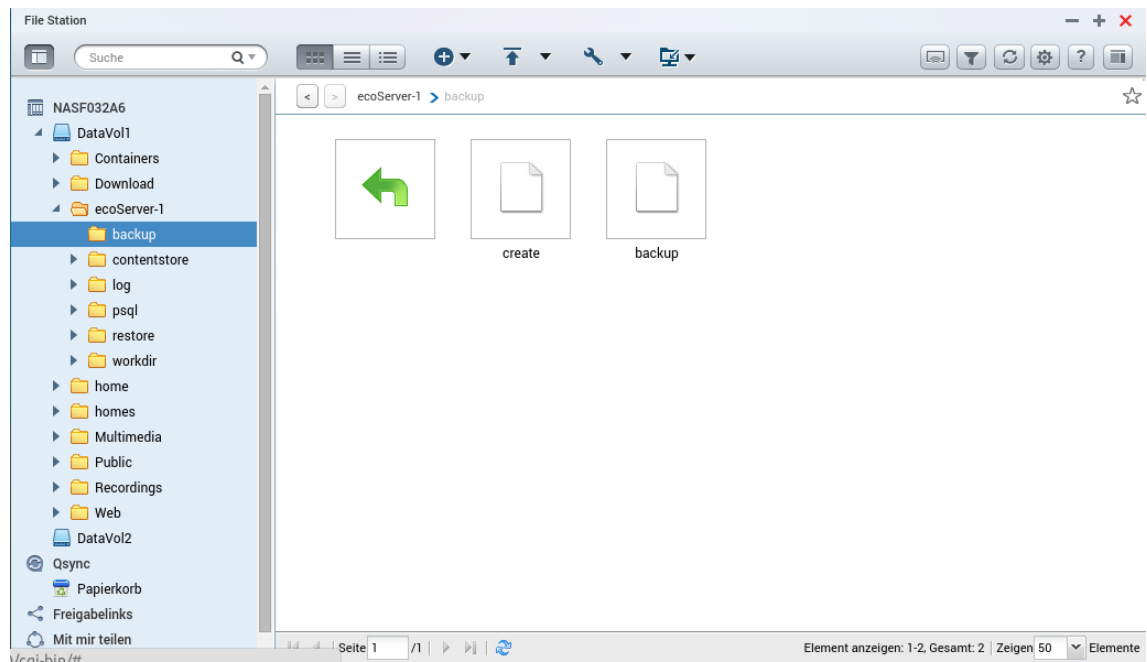 File Station
Suche
?
NASF032A6
DataVol1
Containers
Download
ecoServer-1
backup
contentstore
log
psql
restore
workdir
home
homes
Multimedia
Public
Recordings
Web
DataVol2
Qsync
Papierkorb
Freigabelinks
Mit mir teilen
ecoServer-1 > backup
create
backup
Seite 1 /1
Element anzeigen: 1-2, Gesamt: 2 Zeigen 50 Elemente